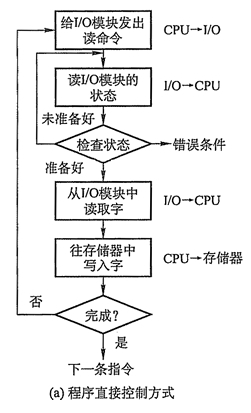 给I/O模块发出
读命令
CPU→I/O
读I/O模块的
状态
I/O→CPU
未准备好
检查状态
错误条件
准备好
从I/O模块中
读取字
I/O→CPU
往存储器中
写入字
CPU→存储器
否
完成?
是
下一条指令
(a) 程序直接控制方式